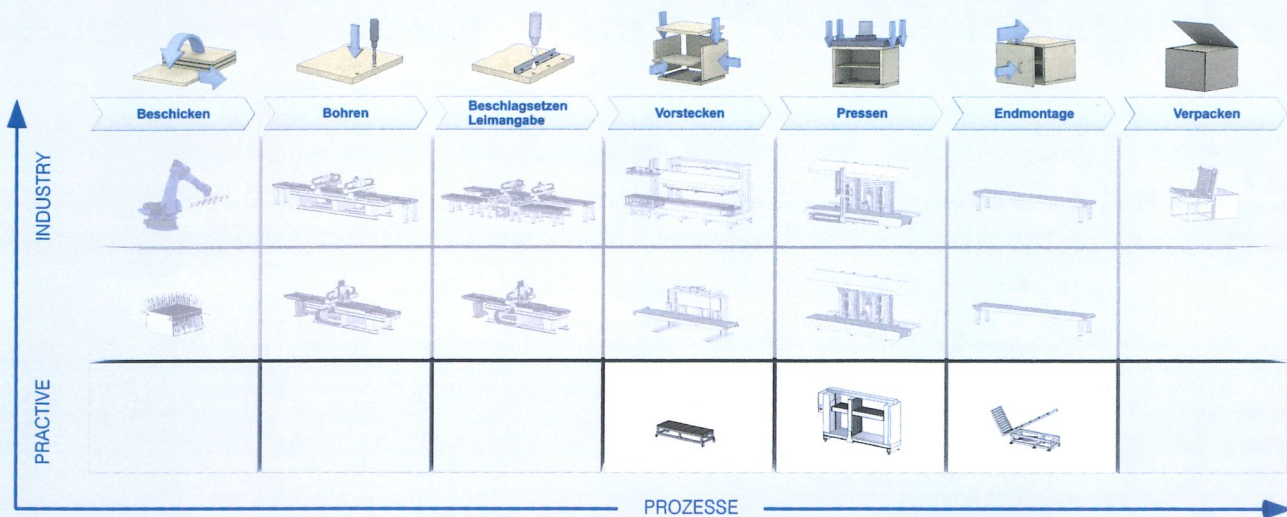 Beschicken
Bohren
Beschlagsetzen
Leimangabe
Vorstecken
Pressen
Endmontage
Verpacken
INDUSTRY
PRACTIVE
PROZESSE